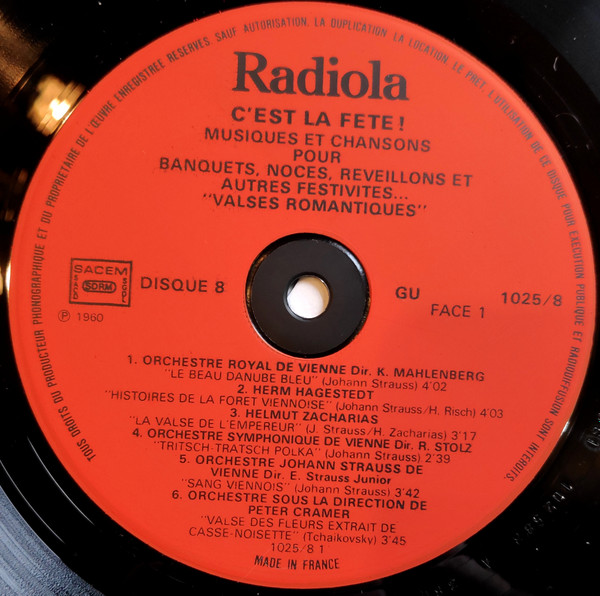 TOUS DROITS DU PRODUCTEUR PHONOGRAPHIQUE ET DU PROPRIETAIRE DE L'ŒUVRE ENREGISTREE RESERVES. SAUF AUTORISATION, LA DUPLICATION, LA LOCATION, LE PRET, L'UTILISATION DE CE DISQUE POUR EXECUTION PUBLIQUE ET RADIODIFFUSION SONT INTERDITS.
Radiola
C'EST LA FETE !
MUSIQUES ET CHANSONS
POUR
BANQUETS, NOCES, REVEILLONS ET
AUTRES FESTIVITES...
"VALSES ROMANTIQUES"
SACEM
SDRM
DISQUE 8
GU 1025/8
FACE 1
Ⓟ 1960
1. ORCHESTRE ROYAL DE VIENNE Dir. K. MAHLENBERG
"LE BEAU DANUBE BLEU" (Johann Strauss) 4'02
2. HERM HAGESTEDT
"HISTOIRES DE LA FORET VIENNOISE" (Johann Strauss/H. Risch) 4'03
3. HELMUT ZACHARIAS
"LA VALSE DE L'EMPEREUR" (J. Strauss/H. Zacharias) 3'17
4. ORCHESTRE SYMPHONIQUE DE VIENNE Dir. R. STOLZ
"TRITSCH-TRATSCH POLKA" (Johann Strauss) 2'39
5. ORCHESTRE JOHANN STRAUSS DE
VIENNE Dir. E. Strauss Junior
"SANG VIENNOIS" (Johann Strauss) 3'42
6. ORCHESTRE SOUS LA DIRECTION DE
PETER CRAMER
"VALSE DES FLEURS EXTRAIT DE
CASSE-NOISETTE" (Tchaikovsky) 3'45
1025/8 1
MADE IN FRANCE